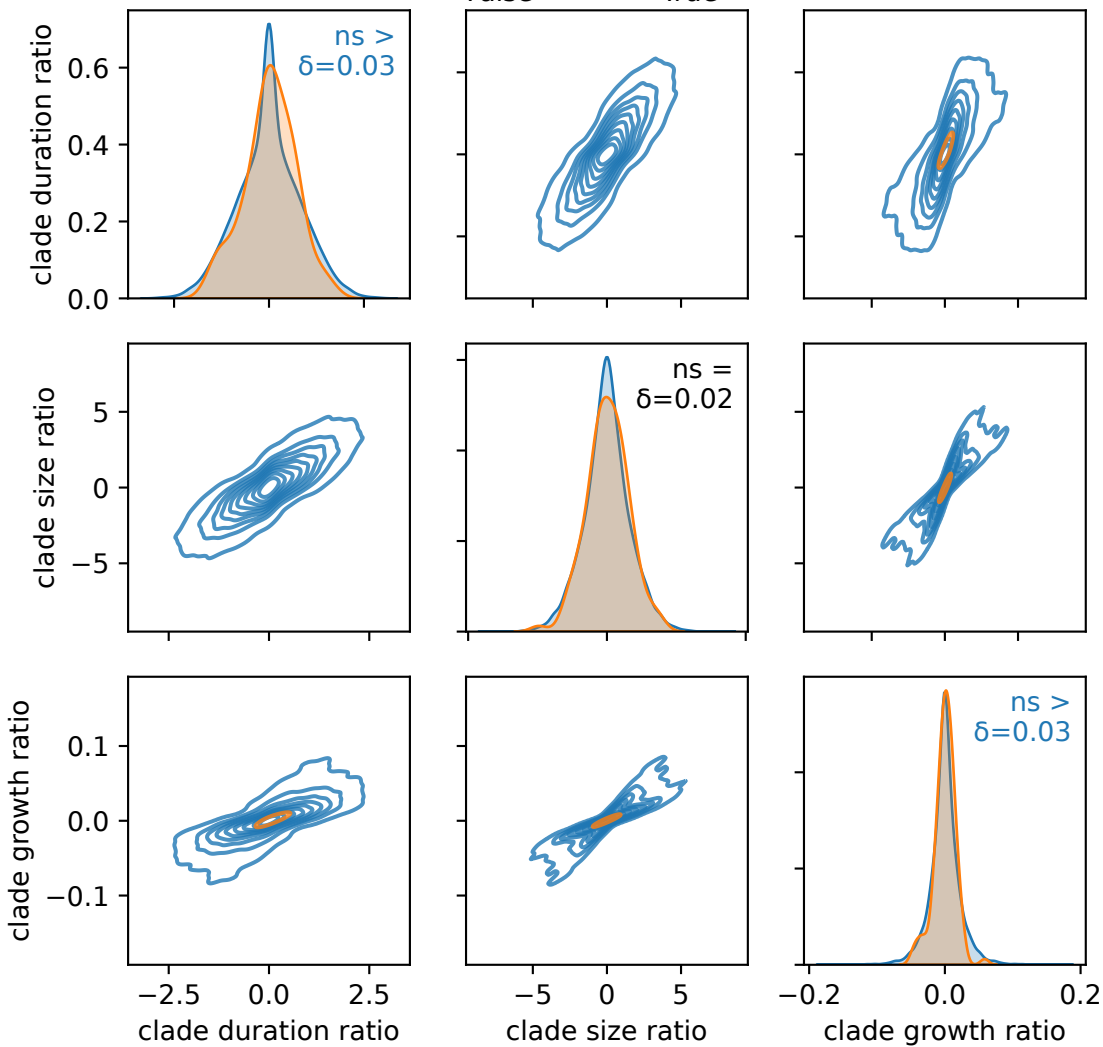 clade duration ratio
0.6
0.4
0.2
0.0
ns >
δ=0.03
−5
0
5
clade size ratio
5
0
−5
ns =
δ=0.02
clade growth ratio
0.1
0.0
−0.1
ns >
δ=0.03
−2.5
0.0
2.5
−5
0
5
−0.2
0.0
0.2
clade duration ratio
clade size ratio
clade growth ratio